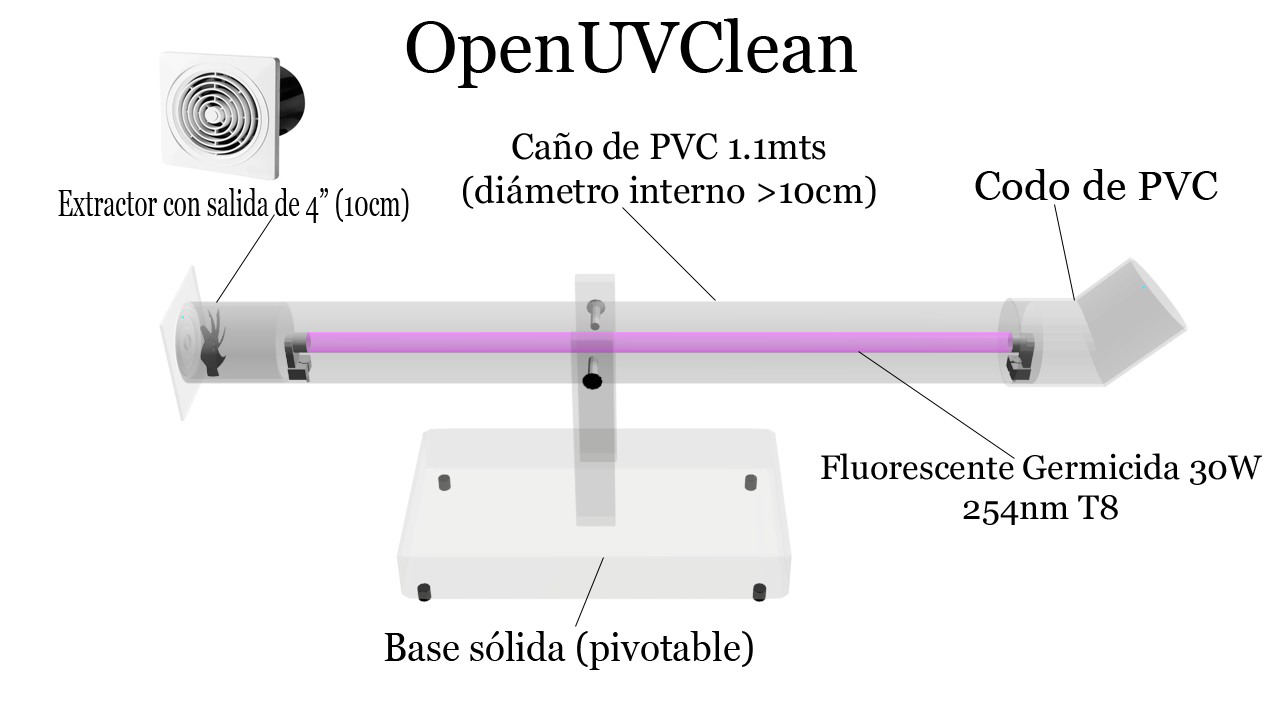 OpenUVClean
Extractor con salida de 4” (10cm)
Caño de PVC 1.1mts
(diámetro interno >10cm)
Codo de PVC
Fluorescente Germicida 30W
254nm T8
Base sólida (pivotable)